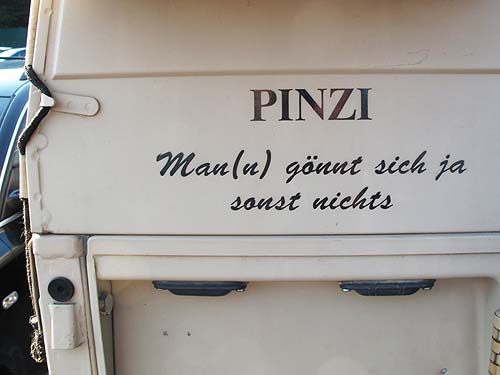 PINZI
Man(n) gönnt sich ja
sonst nichts